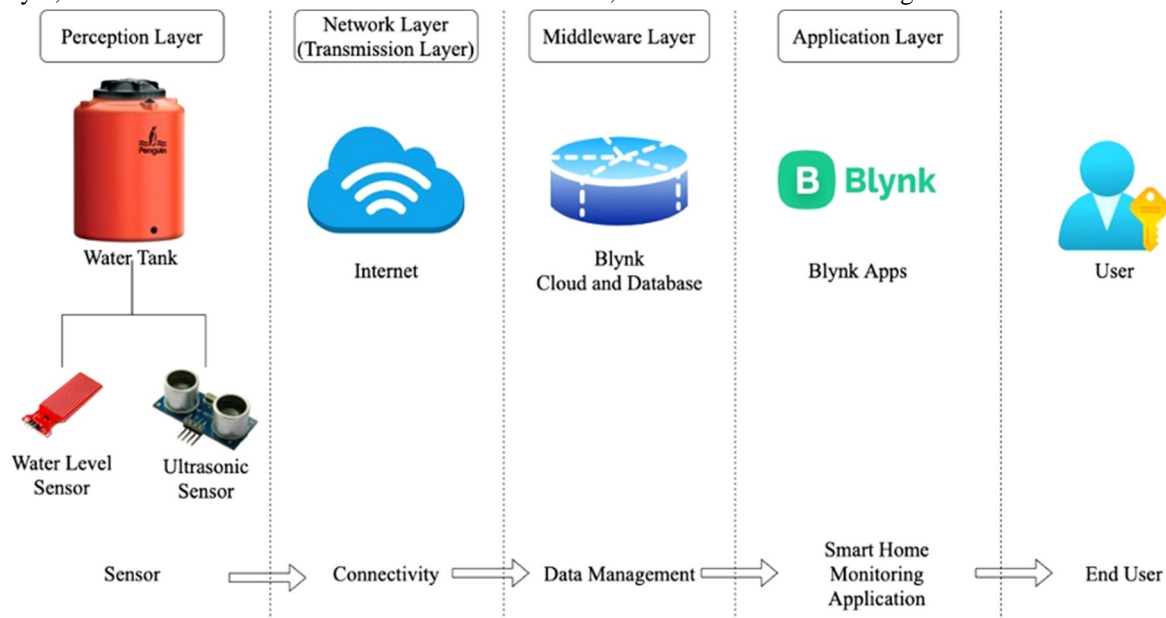 Perception Layer
Network Layer
(Transmission Layer)
Middleware Layer
Application Layer
Penguin
B Blynk
Water Tank
Internet
Blynk
Cloud and Database
Blynk Apps
User
Water Level
Sensor
Ultrasonic
Sensor
Sensor
Connectivity
Data Management
Smart Home
Monitoring
Application
End User